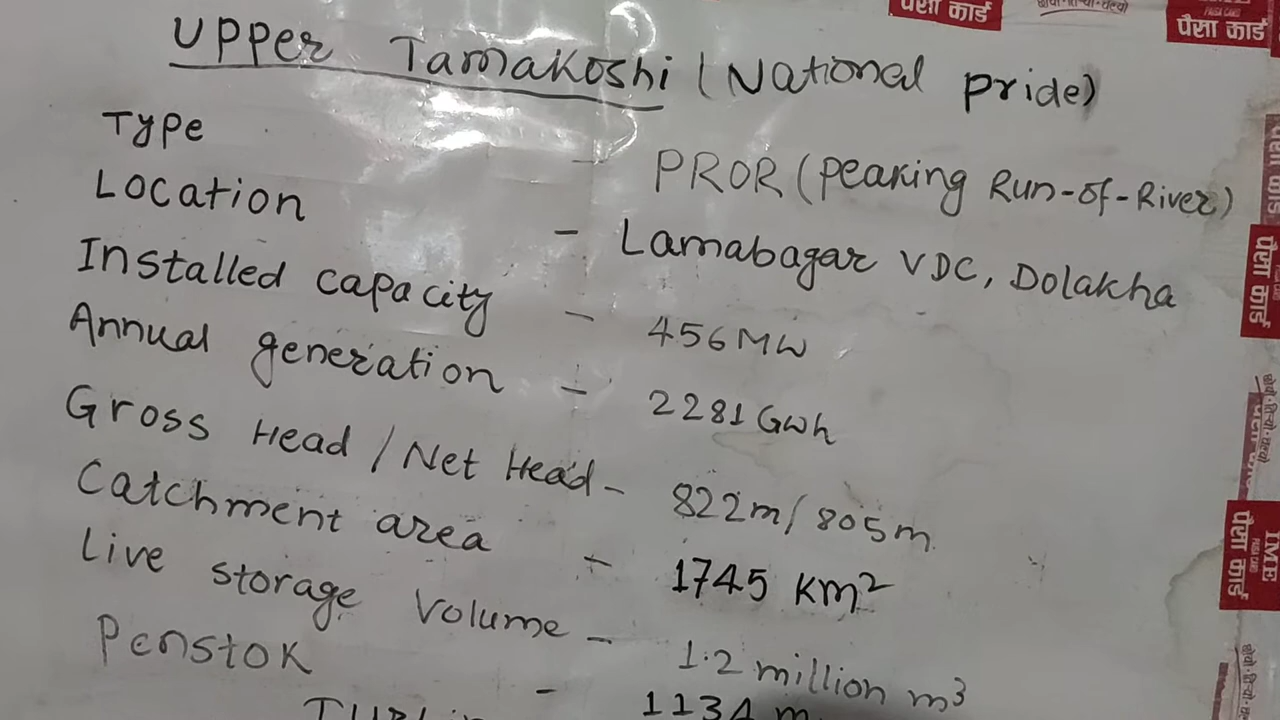 पैसा कार्ड
पैसा कार्ड
UPPER Tamakoshi (National pride)
Type - PROR (Peaking Run-of-River)
Location - Lamabagar VDC, Dolakha
Installed capacity - 456 MW
Annual generation - 2281 Gwh
Gross Head / Net Head - 822m / 805m
Catchment area - 1745 Km²
Live storage Volume - 1.2 million m³
Penstok - 1134 m
पैसा कार्ड
IME
पैसा कार्ड